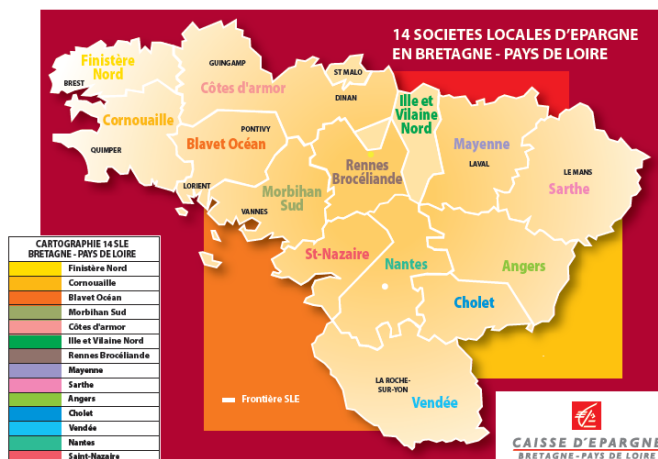 14 SOCIETES LOCALES D'EPARGNE
EN BRETAGNE - PAYS DE LOIRE
Finistère
Nord
BREST
GUINGAMP
Côtes d'armor
ST MALO
DINAN
Ille et
Vilaine
Nord
Cornouaille
QUIMPER
PONTIVY
Blavet Océan
LORIENT
Mayenne
LAVAL
Rennes
Brocéliande
LE MANS
Sarthe
Morbihan
Sud
VANNES
St-Nazaire
Nantes
Angers
Cholet
LA ROCHE-
SUR-YON
Vendée
Frontière SLE
CARTOGRAPHIE 14 SLE
BRETAGNE - PAYS DE LOIRE
Finistère Nord
Cornouaille
Blavet Océan
Morbihan Sud
Côtes d'armor
Ille et Vilaine Nord
Rennes Brocéliande
Mayenne
Sarthe
Angers
Cholet
Vendée
Nantes
Saint-Nazaire
CAISSE D'EPARGNE
BRETAGNE - PAYS DE LOIRE